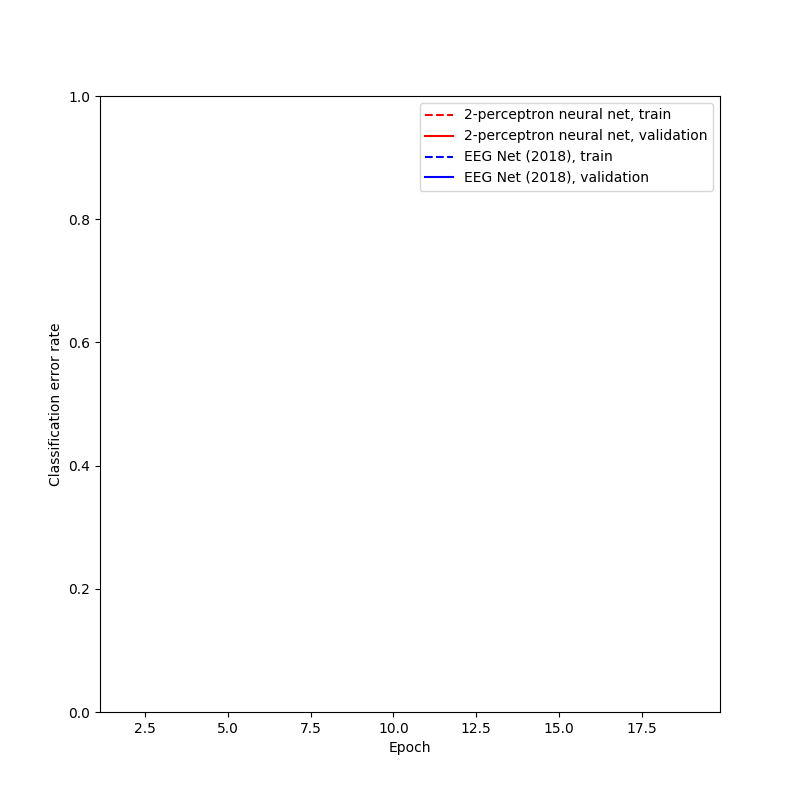 2-perceptron neural net, train
2-perceptron neural net, validation
EEG Net (2018), train
EEG Net (2018), validation
1.0
0.8
0.6
0.4
0.2
0.0
Classification error rate
2.5 5.0 7.5 10.0 12.5 15.0 17.5
Epoch